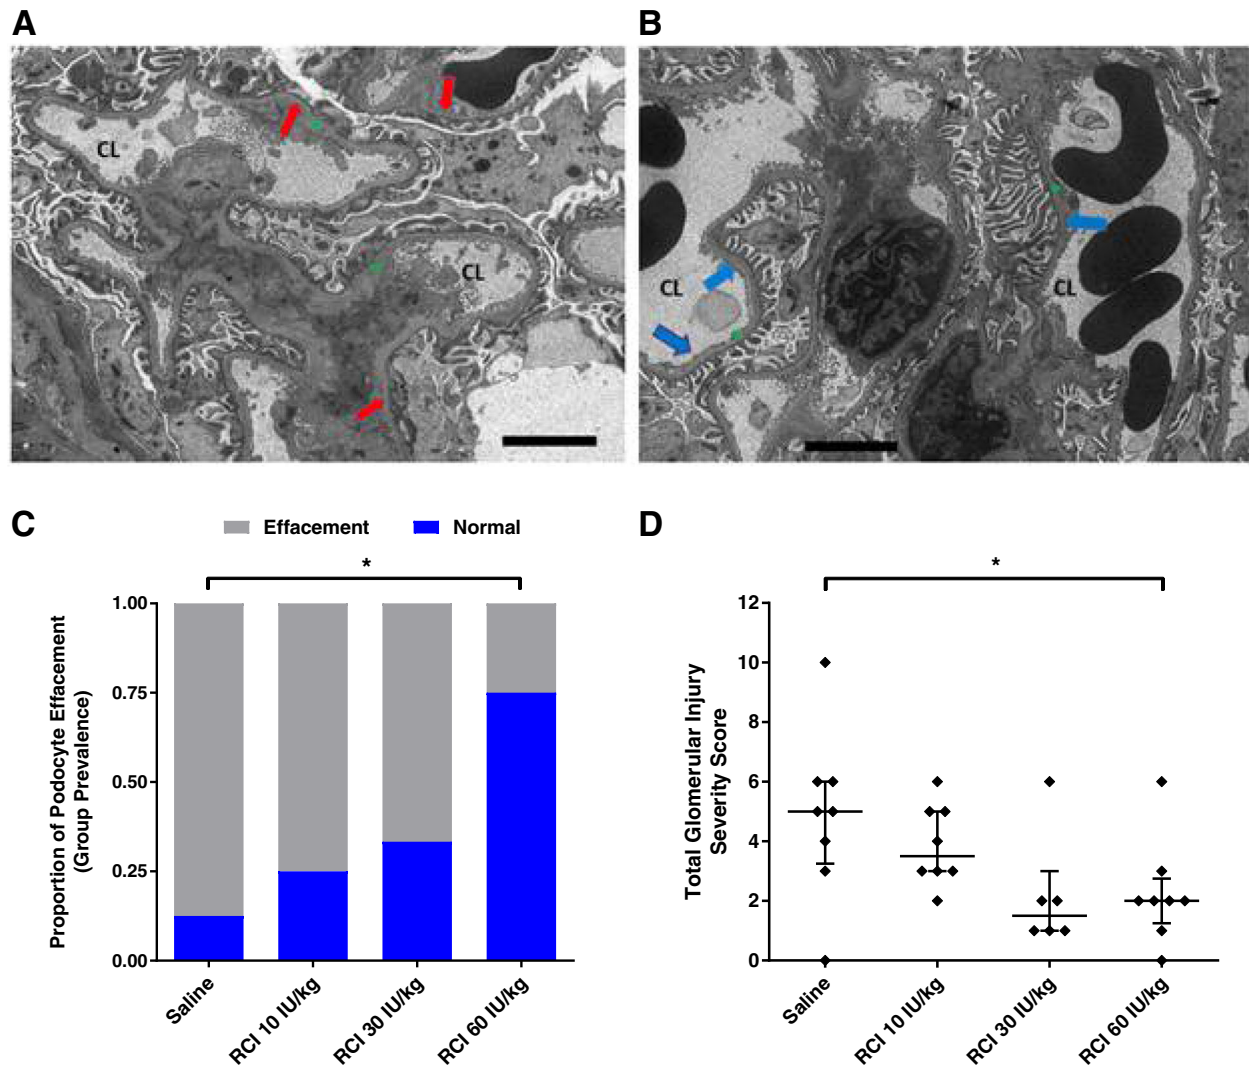 A
B
CL
CL
CL
CL
C
Effacement
Normal
*
Proportion of Podocyte Effacement
(Group Prevalence)
1.00
0.75
0.50
0.25
0.00
Saline
RCI 10 IU/kg
RCI 30 IU/kg
RCI 60 IU/kg
D
*
Total Glomerular Injury
Severity Score
12
10
8
6
4
2
0
Saline
RCI 10 IU/kg
RCI 30 IU/kg
RCI 60 IU/kg